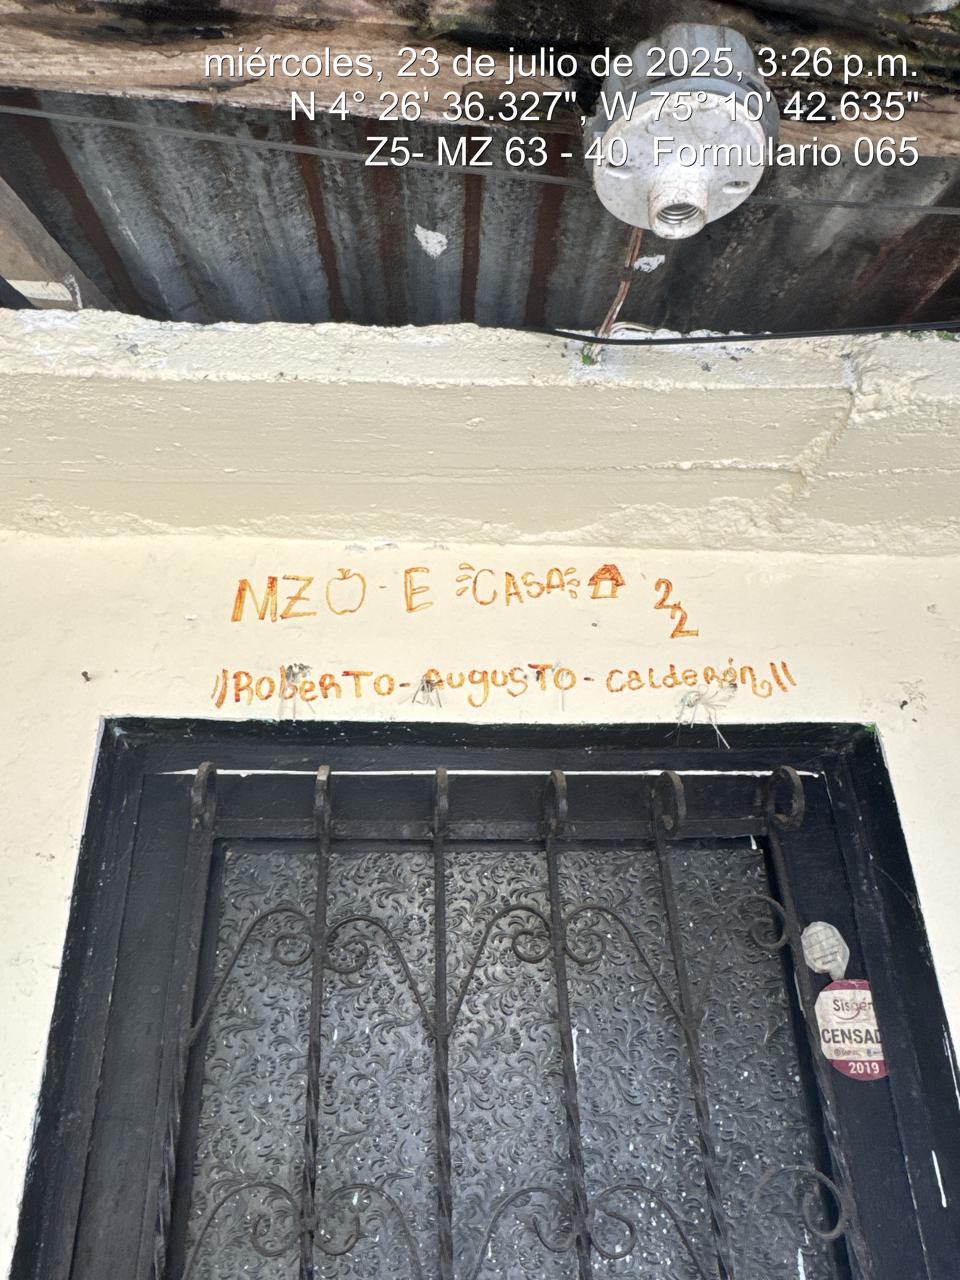 miércoles, 23 de julio de 2025, 3:26 p.m.
N 4° 26' 36.327", W 75° 10' 42.635"
Z5- MZ 63 - 40 Formulario 065
MZ - E CASA 22
RoberTo - AugusTo - Calderón
CENSAD
2019